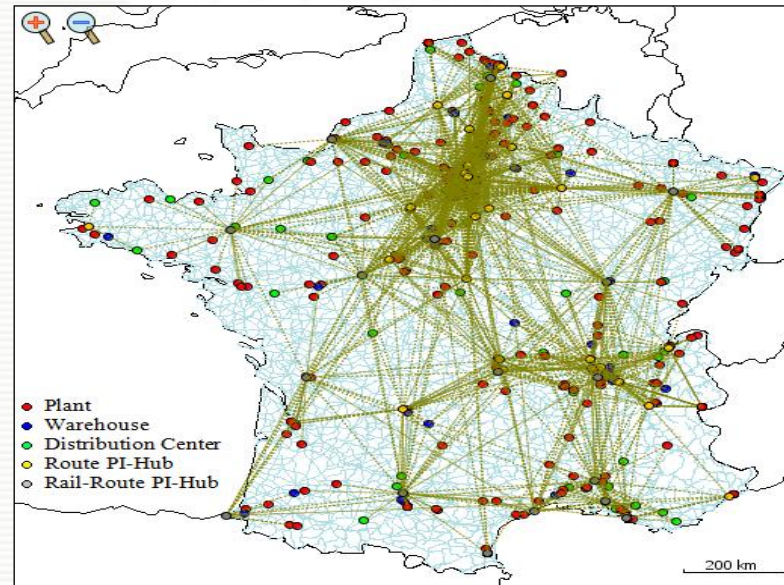 Plant
Warehouse
Distribution Center
Route PI-Hub
Rail-Route PI-Hub
200 km